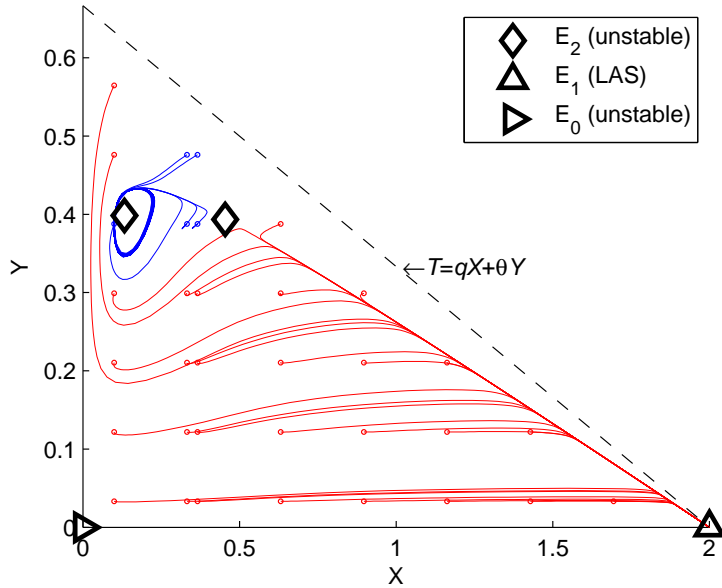 E2 (unstable)
E1 (LAS)
E0 (unstable)
0.6
0.5
0.4
0.3
0.2
0.1
0
Y
←T=qX+θY
0
0.5
1
1.5
2
X